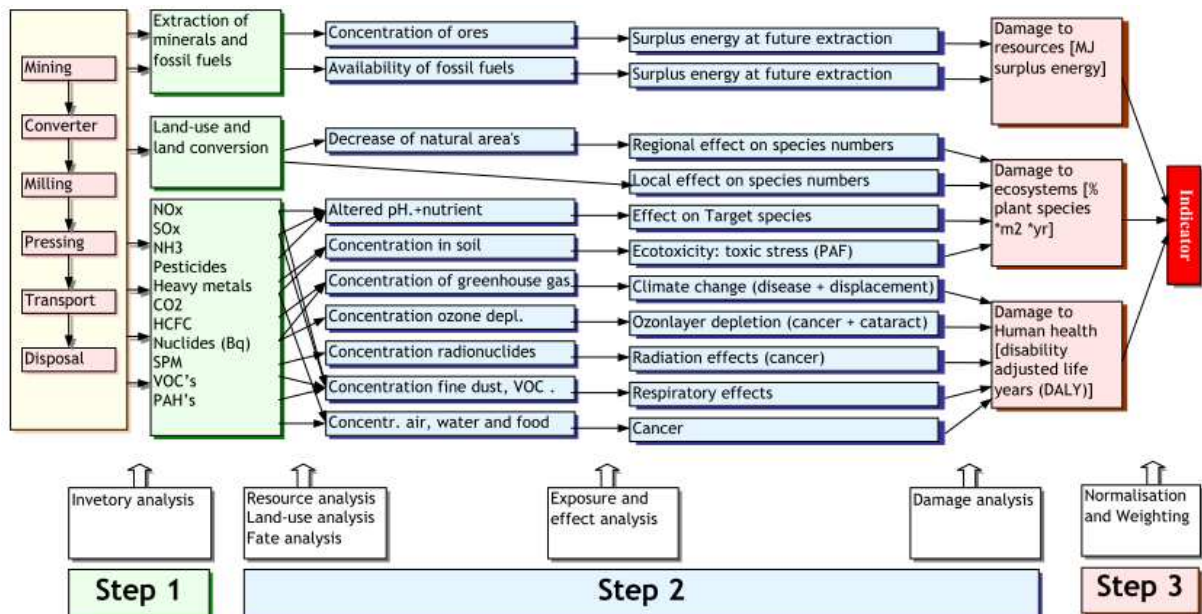 Mining
Converter
Milling
Pressing
Transport
Disposal
Extraction of
minerals and
fossil fuels
Land-use and
land conversion
NOx
SOx
NH3
Pesticides
Heavy metals
CO2
HCFC
Nuclides (Bq)
SPM
VOC's
PAH's
Concentration of ores
Availability of fossil fuels
Decrease of natural area's
Altered pH.+nutrient
Concentration in soil
Concentration of greenhouse gas
Concentration ozone depl.
Concentration radionuclides
Concentration fine dust, VOC .
Concentr. air, water and food
Surplus energy at future extraction
Surplus energy at future extraction
Regional effect on species numbers
Local effect on species numbers
Effect on Target species
Ecotoxicity: toxic stress (PAF)
Climate change (disease + displacement)
Ozonlayer depletion (cancer + cataract)
Radiation effects (cancer)
Respiratory effects
Cancer
Damage to
resources [MJ
surplus energy]
Damage to
ecosystems [%
plant species
*m2 *yr]
Damage to
Human health
[disability
adjusted life
years (DALY)]
Indicator
Invetory analysis
Resource analysis
Land-use analysis
Fate analysis
Exposure and
effect analysis
Damage analysis
Normalisation
and Weighting
Step 1
Step 2
Step 3